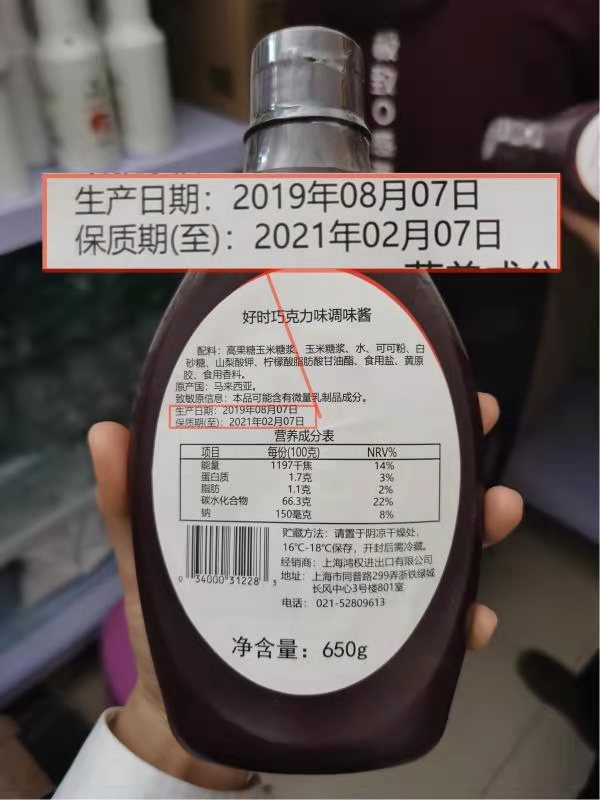 生产日期：2019年08月07日
保质期(至)：2021年02月07日
好时巧克力味调味酱
配料：高果糖玉米糖浆、玉米糖浆、水、可可粉、白
砂糖、山梨酸钾、柠檬酸脂肪酸甘油酯、食用盐、黄原
胶、食用香料。
原产国：马来西亚。
致敏原信息：本品可能含有微量乳制品成分。
生产日期：2019年08月07日
保质期(至)：2021年02月07日
营养成分表
项目 每份(100克) NRV%
能量 1197千焦 14%
蛋白质 1.7克 3%
脂肪 1.1克 2%
碳水化合物 66.3克 22%
钠 150毫克 8%
贮藏方法：请置于阴凉干燥处，
16℃-18℃保存，开封后需冷藏。
经销商：上海鸿权进出口有限公司
地址：上海市同普路299弄浙铁绿城
长风中心3号楼801室
电话： 021-52809613
9 34000 31228 3
净含量：650g